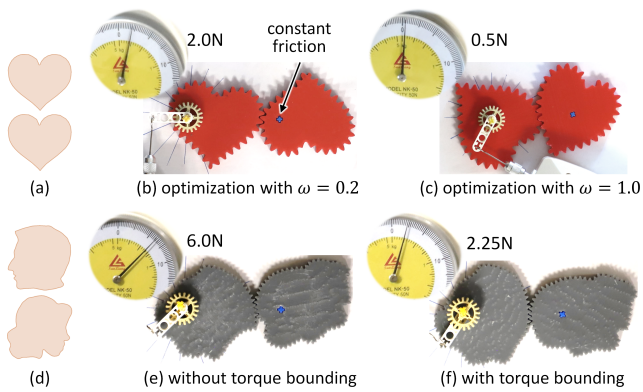 2.0N
constant
friction
0.5N
(a)
(b) optimization with ω = 0.2
(c) optimization with ω = 1.0
6.0N
2.25N
(d)
(e) without torque bounding
(f) with torque bounding